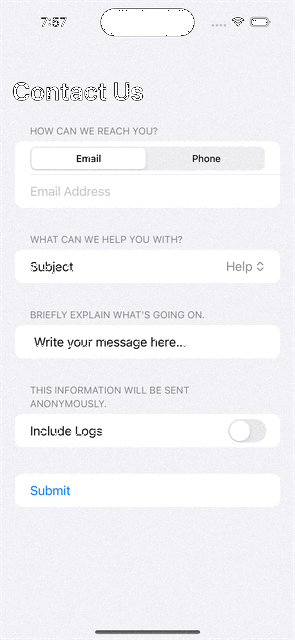 7:57
Contact Us
HOW CAN WE REACH YOU?
Email Phone
Email Address
WHAT CAN WE HELP YOU WITH?
Subject Help
BRIEFLY EXPLAIN WHAT'S GOING ON.
Write your message here...
THIS INFORMATION WILL BE SENT
ANONYMOUSLY.
Include Logs
Submit